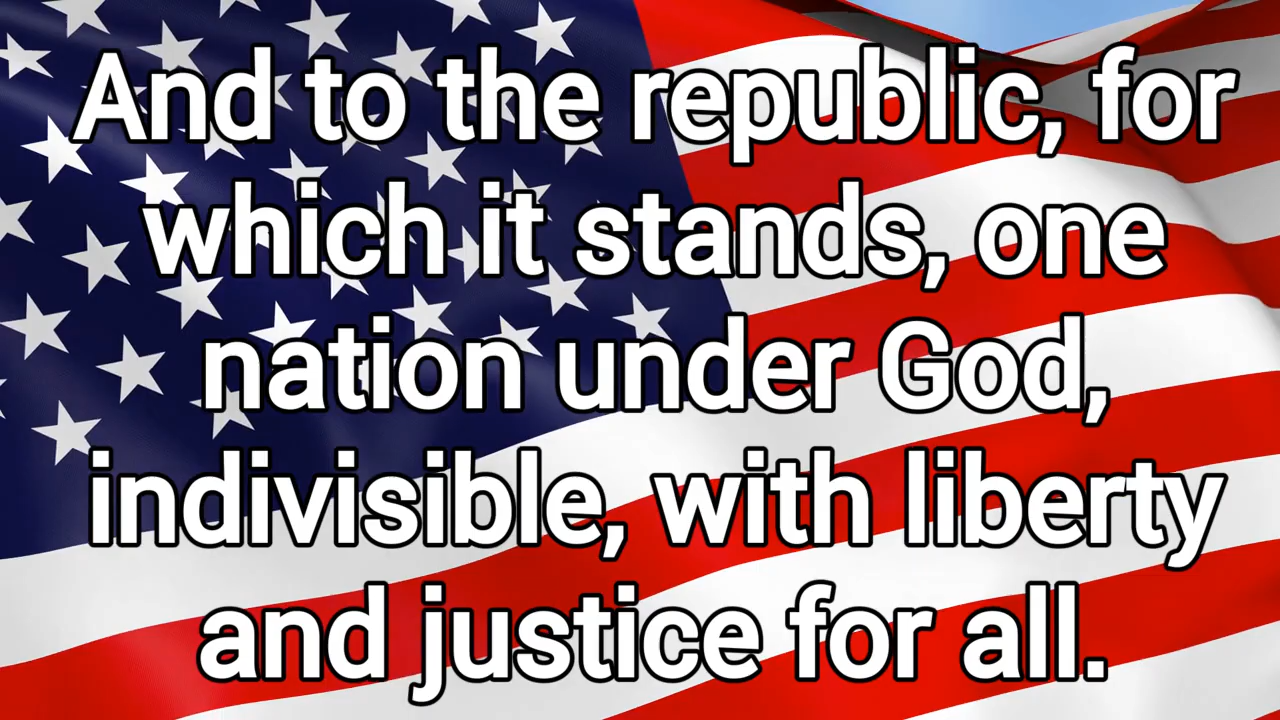 And to the republic, for
which it stands, one
nation under God,
indivisible, with liberty
and justice for all.